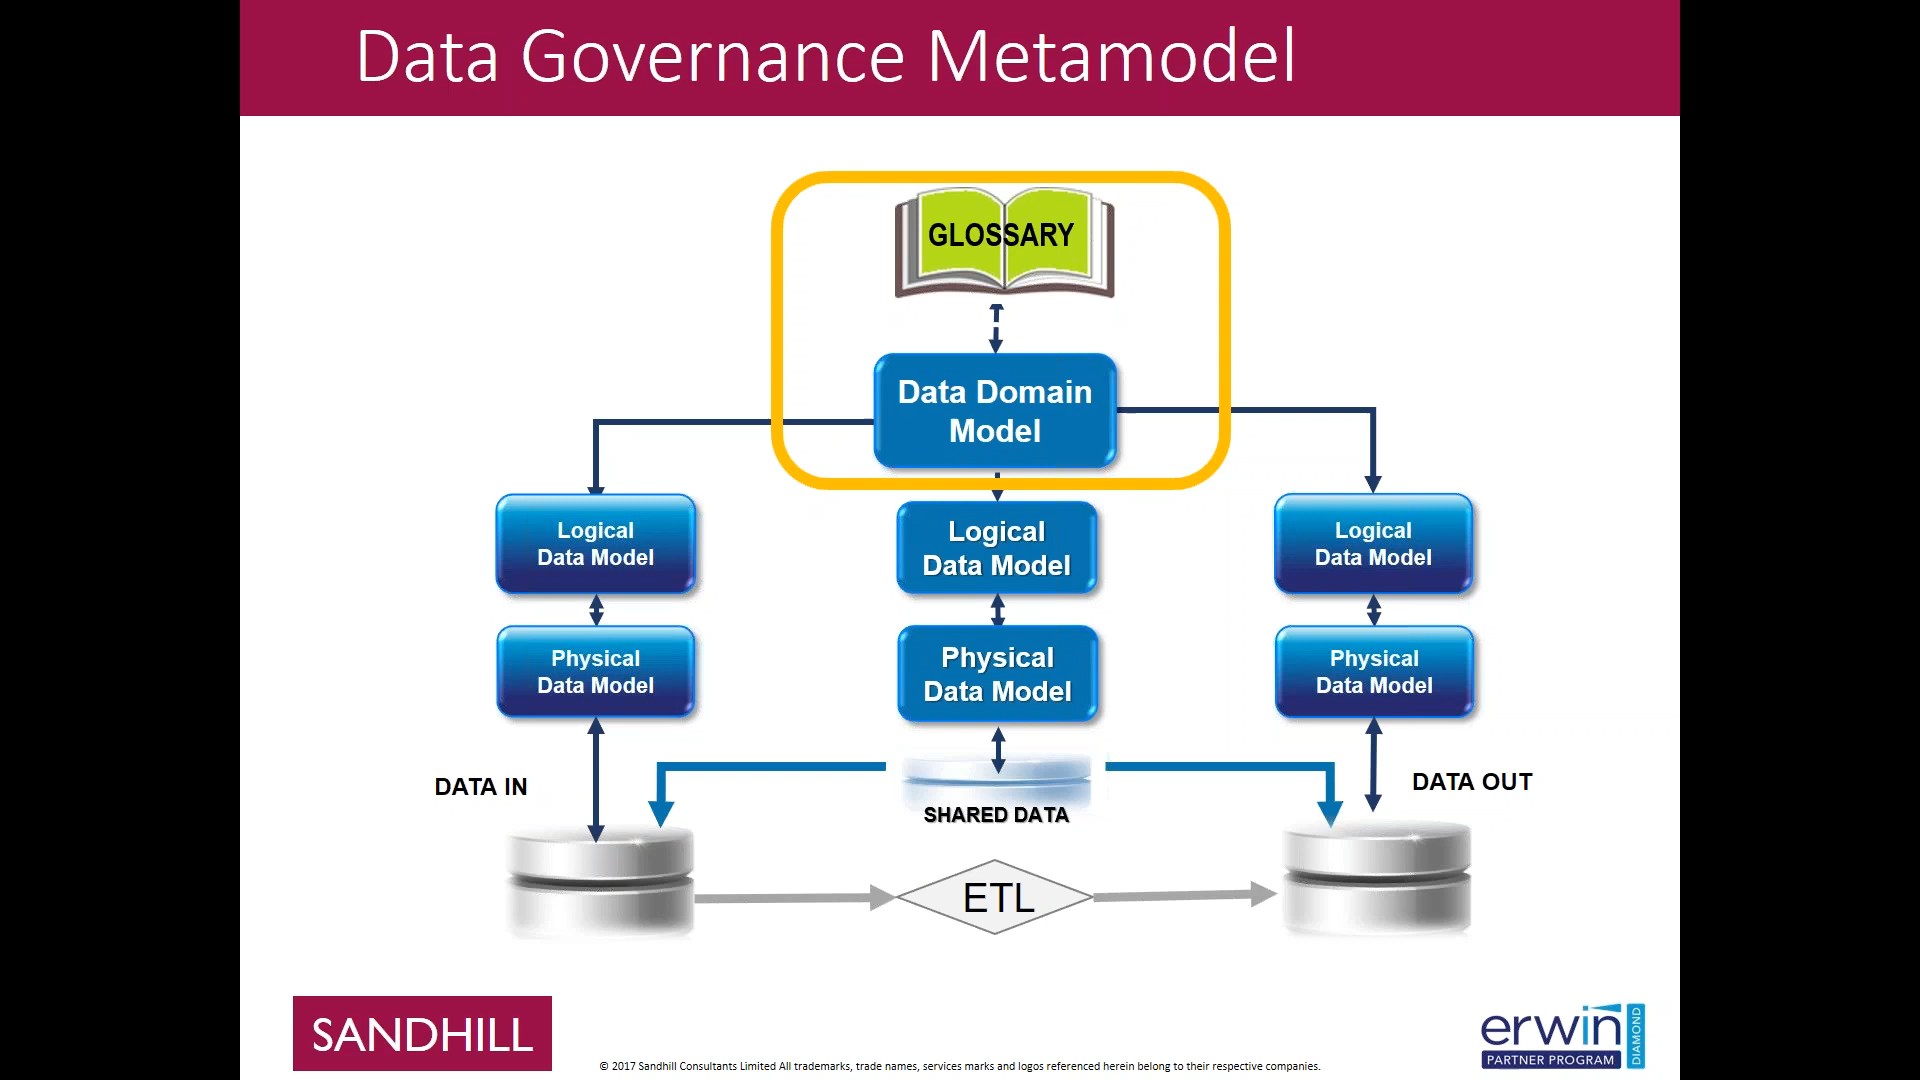 Data Governance Metamodel
GLOSSARY
Data Domain
Model
Logical
Data Model
Logical
Data Model
Logical
Data Model
Physical
Data Model
Physical
Data Model
Physical
Data Model
DATA IN
SHARED DATA
DATA OUT
ETL
SANDHILL
© 2017 Sandhill Consultants Limited All trademarks, trade names, services marks and logos referenced herein belong to their respective companies.
erwin
PARTNER PROGRAM
DIAMOND